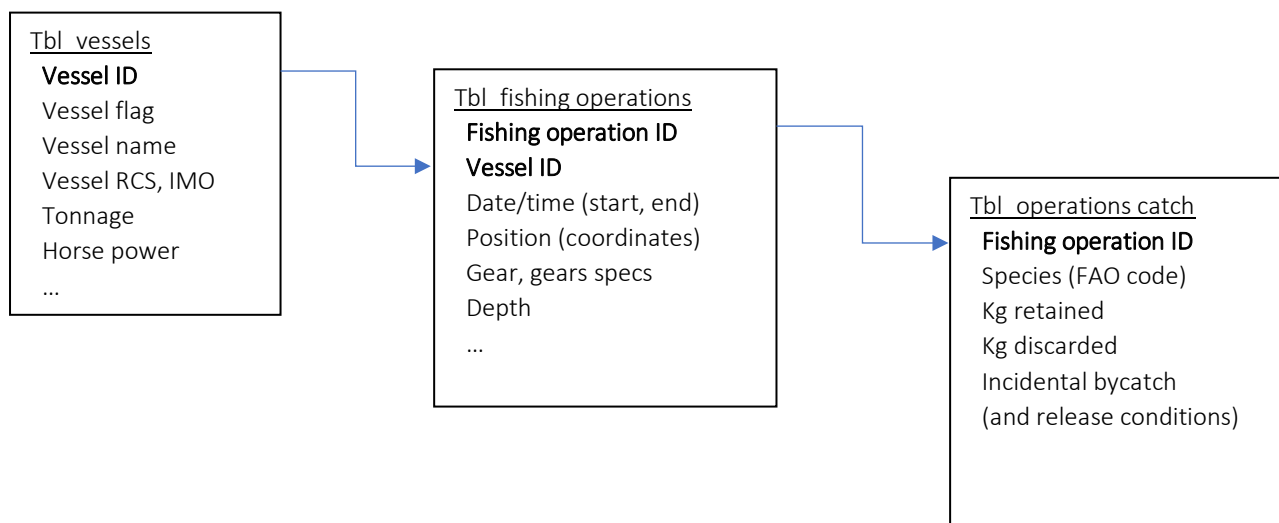 Tbl_vessels
Vessel ID
Vessel flag
Vessel name
Vessel RCS, IMO
Tonnage
Horse power
...
Tbl_fishing operations
Fishing operation ID
Vessel ID
Date/time (start, end)
Position (coordinates)
Gear, gears specs
Depth
...
Tbl_operations catch
Fishing operation ID
Species (FAO code)
Kg retained
Kg discarded
Incidental bycatch
(and release conditions)